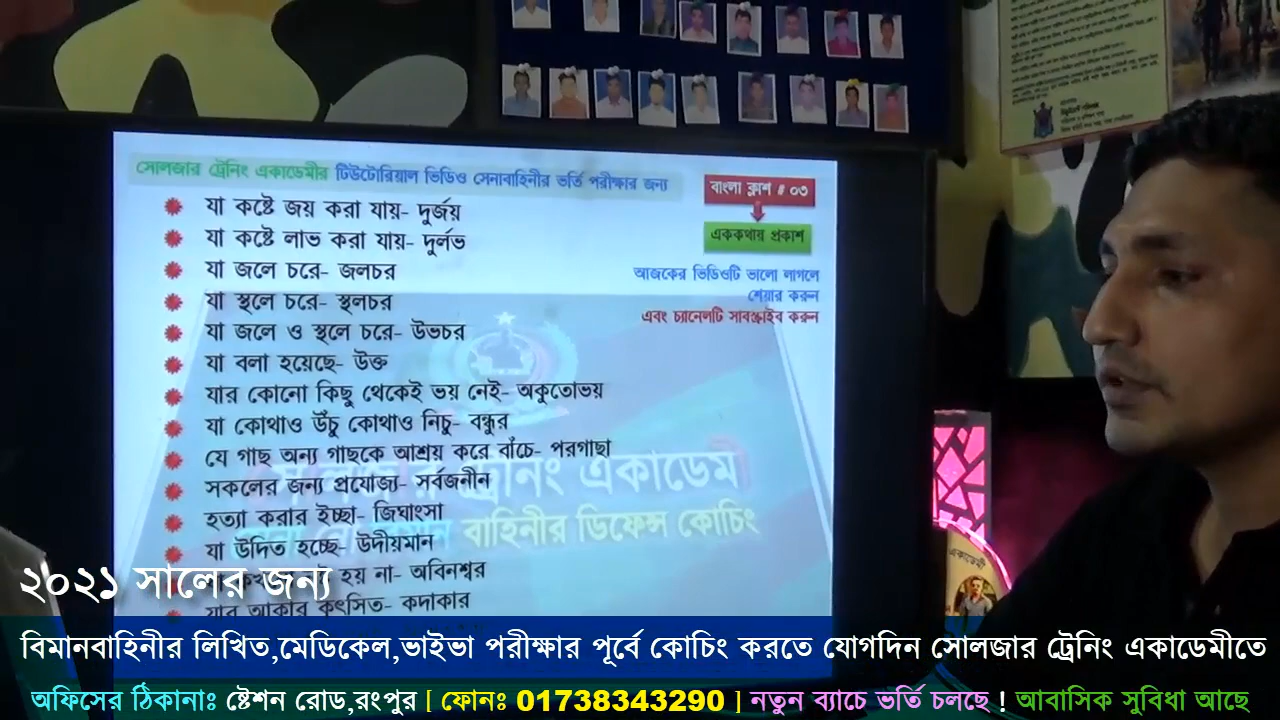 সোলজার ট্রেনিং একাডেমীর টিউটোরিয়াল ভিডিও সেনাবাহিনীর ভর্তি পরীক্ষার জন্য
বাংলা ক্লাশ # ০৩
এককথায় প্রকাশ
আজকের ভিডিওটি ভালো লাগলে
শেয়ার করুন
এবং চ্যানেলটি সাবস্ক্রাইব করুন
যা কষ্টে জয় করা যায়- দুর্জয়
যা কষ্টে লাভ করা যায়- দুর্লভ
যা জলে চরে- জলচর
যা স্থলে চরে- স্থলচর
যা জলে ও স্থলে চরে- উভচর
যা বলা হয়েছে- উক্ত
যার কোনো কিছু থেকেই ভয় নেই- অকুতোভয়
যা কোথাও উঁচু কোথাও নিচু- বন্ধুর
যে গাছ অন্য গাছকে আশ্রয় করে বাঁচে- পরগাছা
সকলের জন্য প্রযোজ্য- সর্বজনীন
হত্যা করার ইচ্ছা- জিঘাংসা
যা উদিত হচ্ছে- উদীয়মান
হয় না- অবিনশ্বর
যার আকার কুৎসিত- কদাকার
ট্রেনিং একাডেম
বাহিনীর ডিফেন্স কোচিং
একাডেমী
২০২১ সালের জন্য
বিমানবাহিনীর লিখিত,মেডিকেল,ভাইভা পরীক্ষার পূর্বে কোচিং করতে যোগদিন সোলজার ট্রেনিং একাডেমীতে
অফিসের ঠিকানাঃ ষ্টেশন রোড,রংপুর [ ফোনঃ 01738343290 ] নতুন ব্যাচে ভর্তি চলছে ! আবাসিক সুবিধা আছে